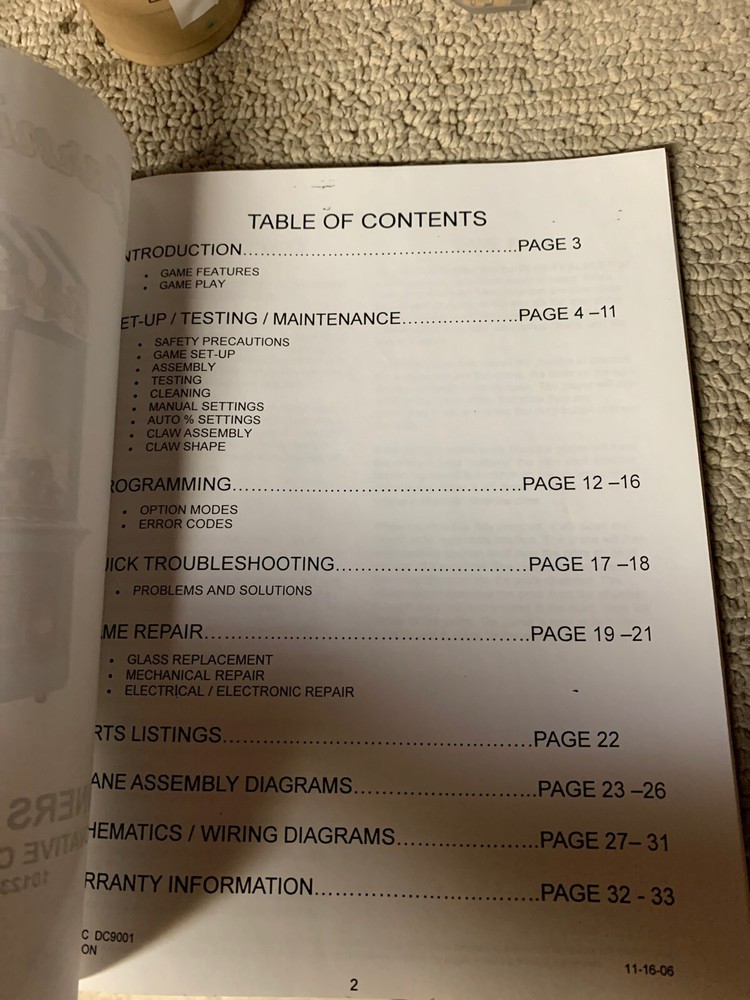 TABLE OF CONTENTS
NTRODUCTION................................................PAGE 3
• GAME FEATURES
• GAME PLAY
ET-UP / TESTING / MAINTENANCE....................PAGE 4 –11
• SAFETY PRECAUTIONS
• GAME SET-UP
• ASSEMBLY
• TESTING
• CLEANING
• MANUAL SETTINGS
• AUTO % SETTINGS
• CLAW ASSEMBLY
• CLAW SHAPE
ROGRAMMING..................................................PAGE 12 –16
• OPTION MODES
• ERROR CODES
ICK TROUBLESHOOTING.................................PAGE 17 –18
• PROBLEMS AND SOLUTIONS
ME REPAIR........................................................PAGE 19 –21
• GLASS REPLACEMENT
• MECHANICAL REPAIR
• ELECTRICAL / ELECTRONIC REPAIR
RTS LISTINGS.....................................................PAGE 22
ANE ASSEMBLY DIAGRAMS...............................PAGE 23 –26
HEMATICS / WIRING DIAGRAMS........................PAGE 27– 31
RRANTY INFORMATION......................................PAGE 32 - 33
C DC9001
ON
11-16-06
2